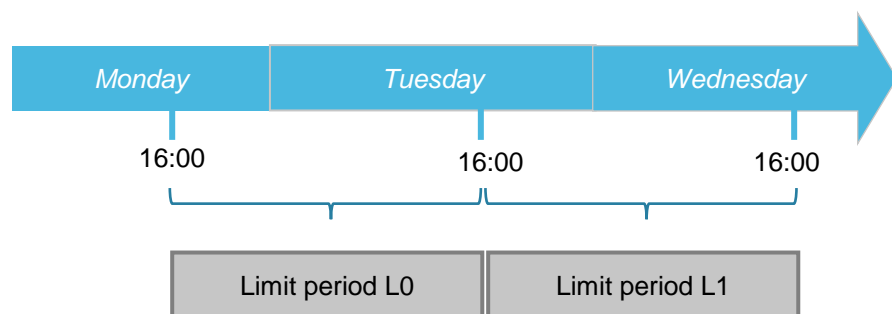 Monday Tuesday Wednesday
16:00 16:00 16:00
Limit period L0 Limit period L1